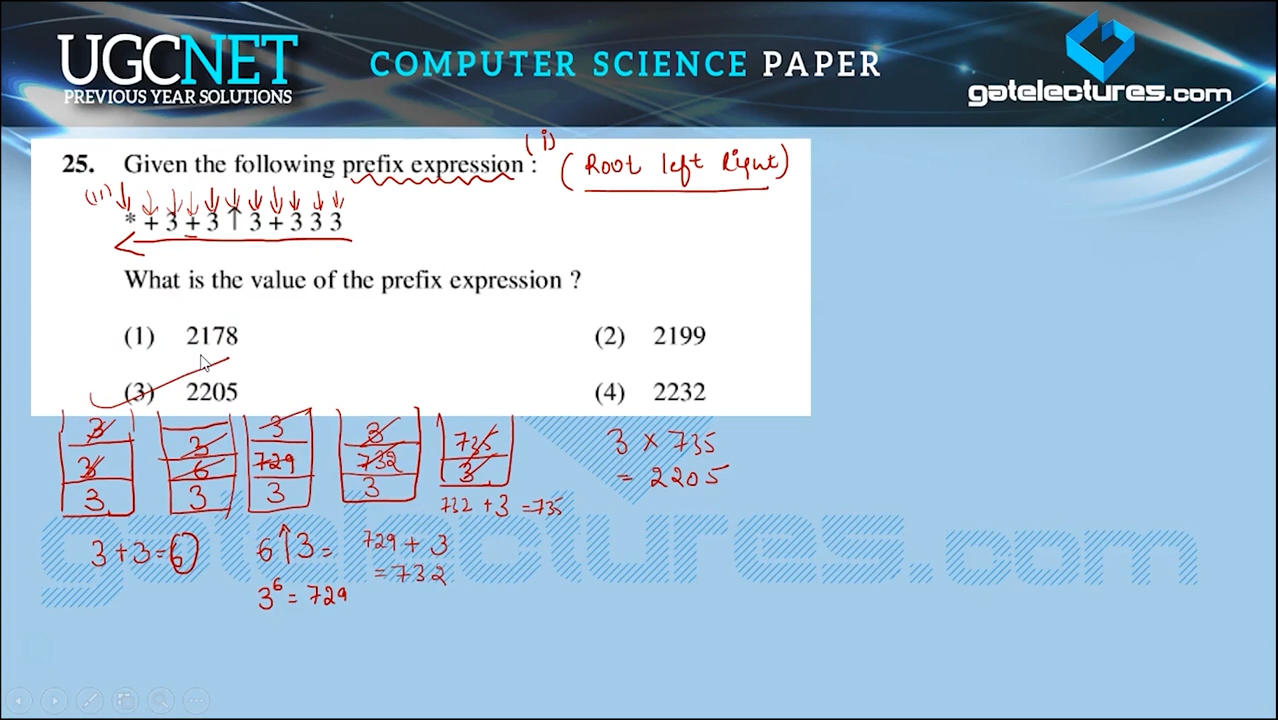 UGCNET
PREVIOUS YEAR SOLUTIONS
COMPUTER SCIENCE PAPER
gatelectures.com
25. Given the following prefix expression : (i) (Root left Right)
(ii)
* + 3 + 3 ↑ 3 + 3 3 3
What is the value of the prefix expression ?
(1) 2178 (2) 2199
(3) 2205 (4) 2232
3 3 3 3 735
3 6 729 732 3
3 3 3 3
732 + 3 = 735
3 × 735
= 2205
3 + 3 = 6
6 ↑ 3 =
3⁶ = 729
729 + 3
= 732
gatelectures.com